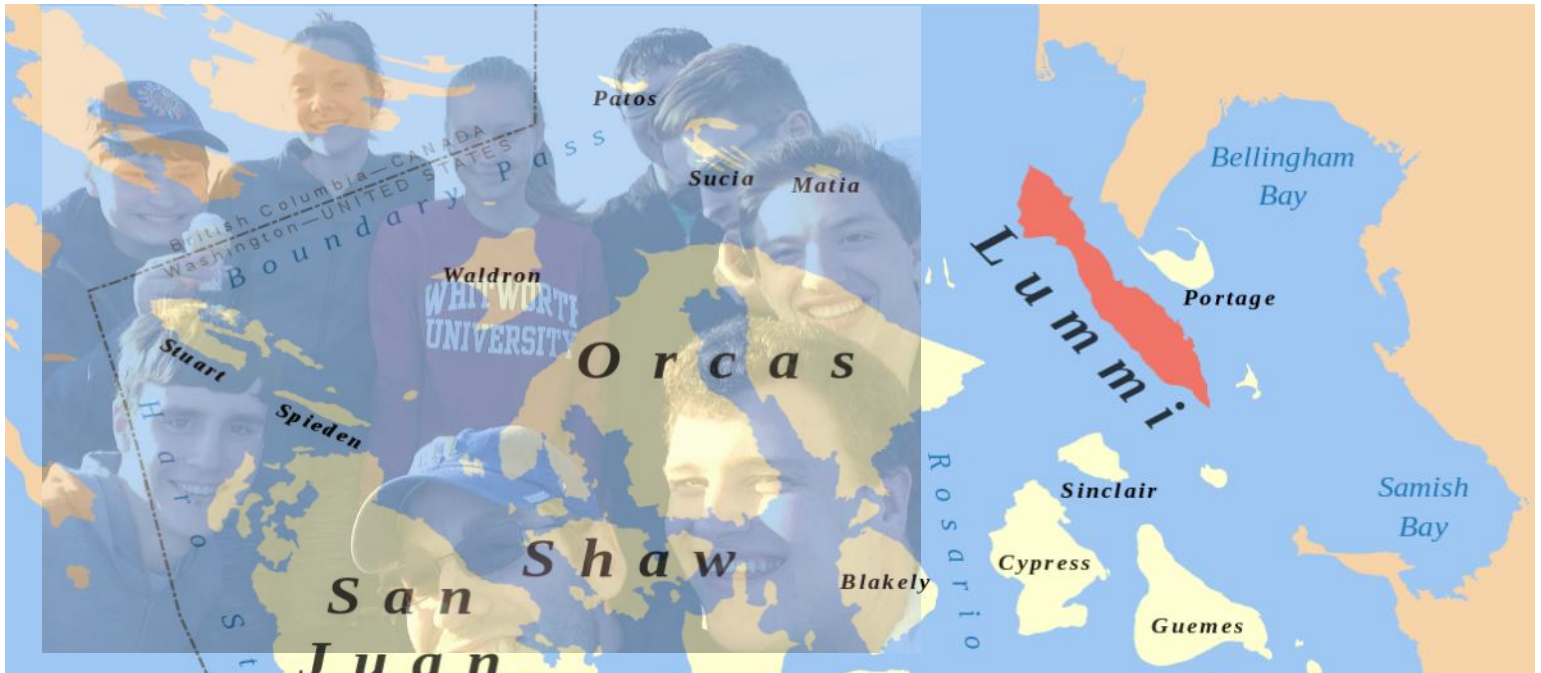 Patos
British Columbia—CANADA
Washington—UNITED STATES
Boundary Pass
Sucia
Matia
Bellingham
Bay
Waldron
WHITWORTH
UNIVERSITY
Lummi
Portage
Stuart
Orcas
Spieden
Haro St
Rosario
Sinclair
Samish
Bay
Shaw
Cypress
Blakely
San
Juan
Guemes